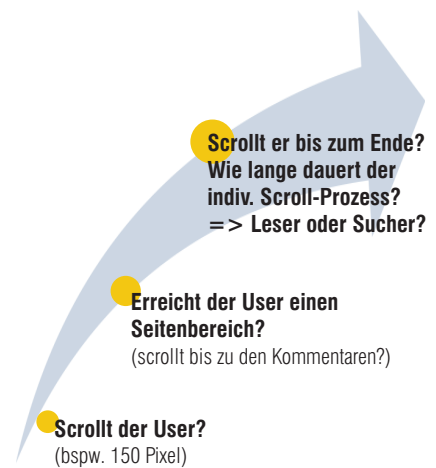 Scrollt er bis zum Ende?
Wie lange dauert der
indiv. Scroll-Prozess?
=> Leser oder Sucher?
Erreicht der User einen
Seitenbereich?
(scrollt bis zu den Kommentaren?)
Scrollt der User?
(bspw. 150 Pixel)